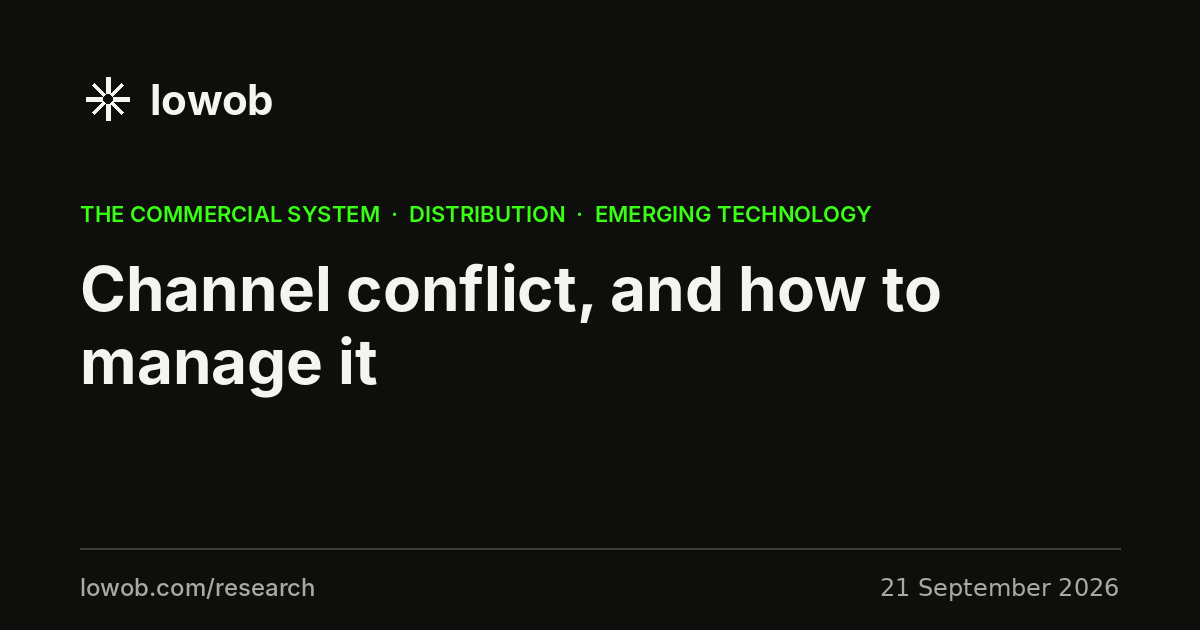 lowob
THE COMMERCIAL SYSTEM · DISTRIBUTION · EMERGING TECHNOLOGY
Channel conflict, and how to
manage it
lowob.com/research
21 September 2026